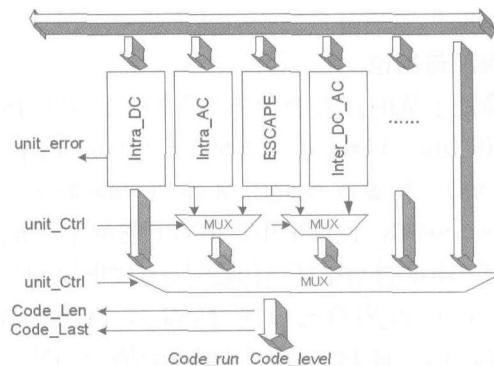 Intra_DC
Intra_AC
ESCAPE
Inter_DC_AC
......
unit_error
unit_Ctrl
MUX
MUX
unit_Ctrl
MUX
Code_Len
Code_Last
Code_run Code_level